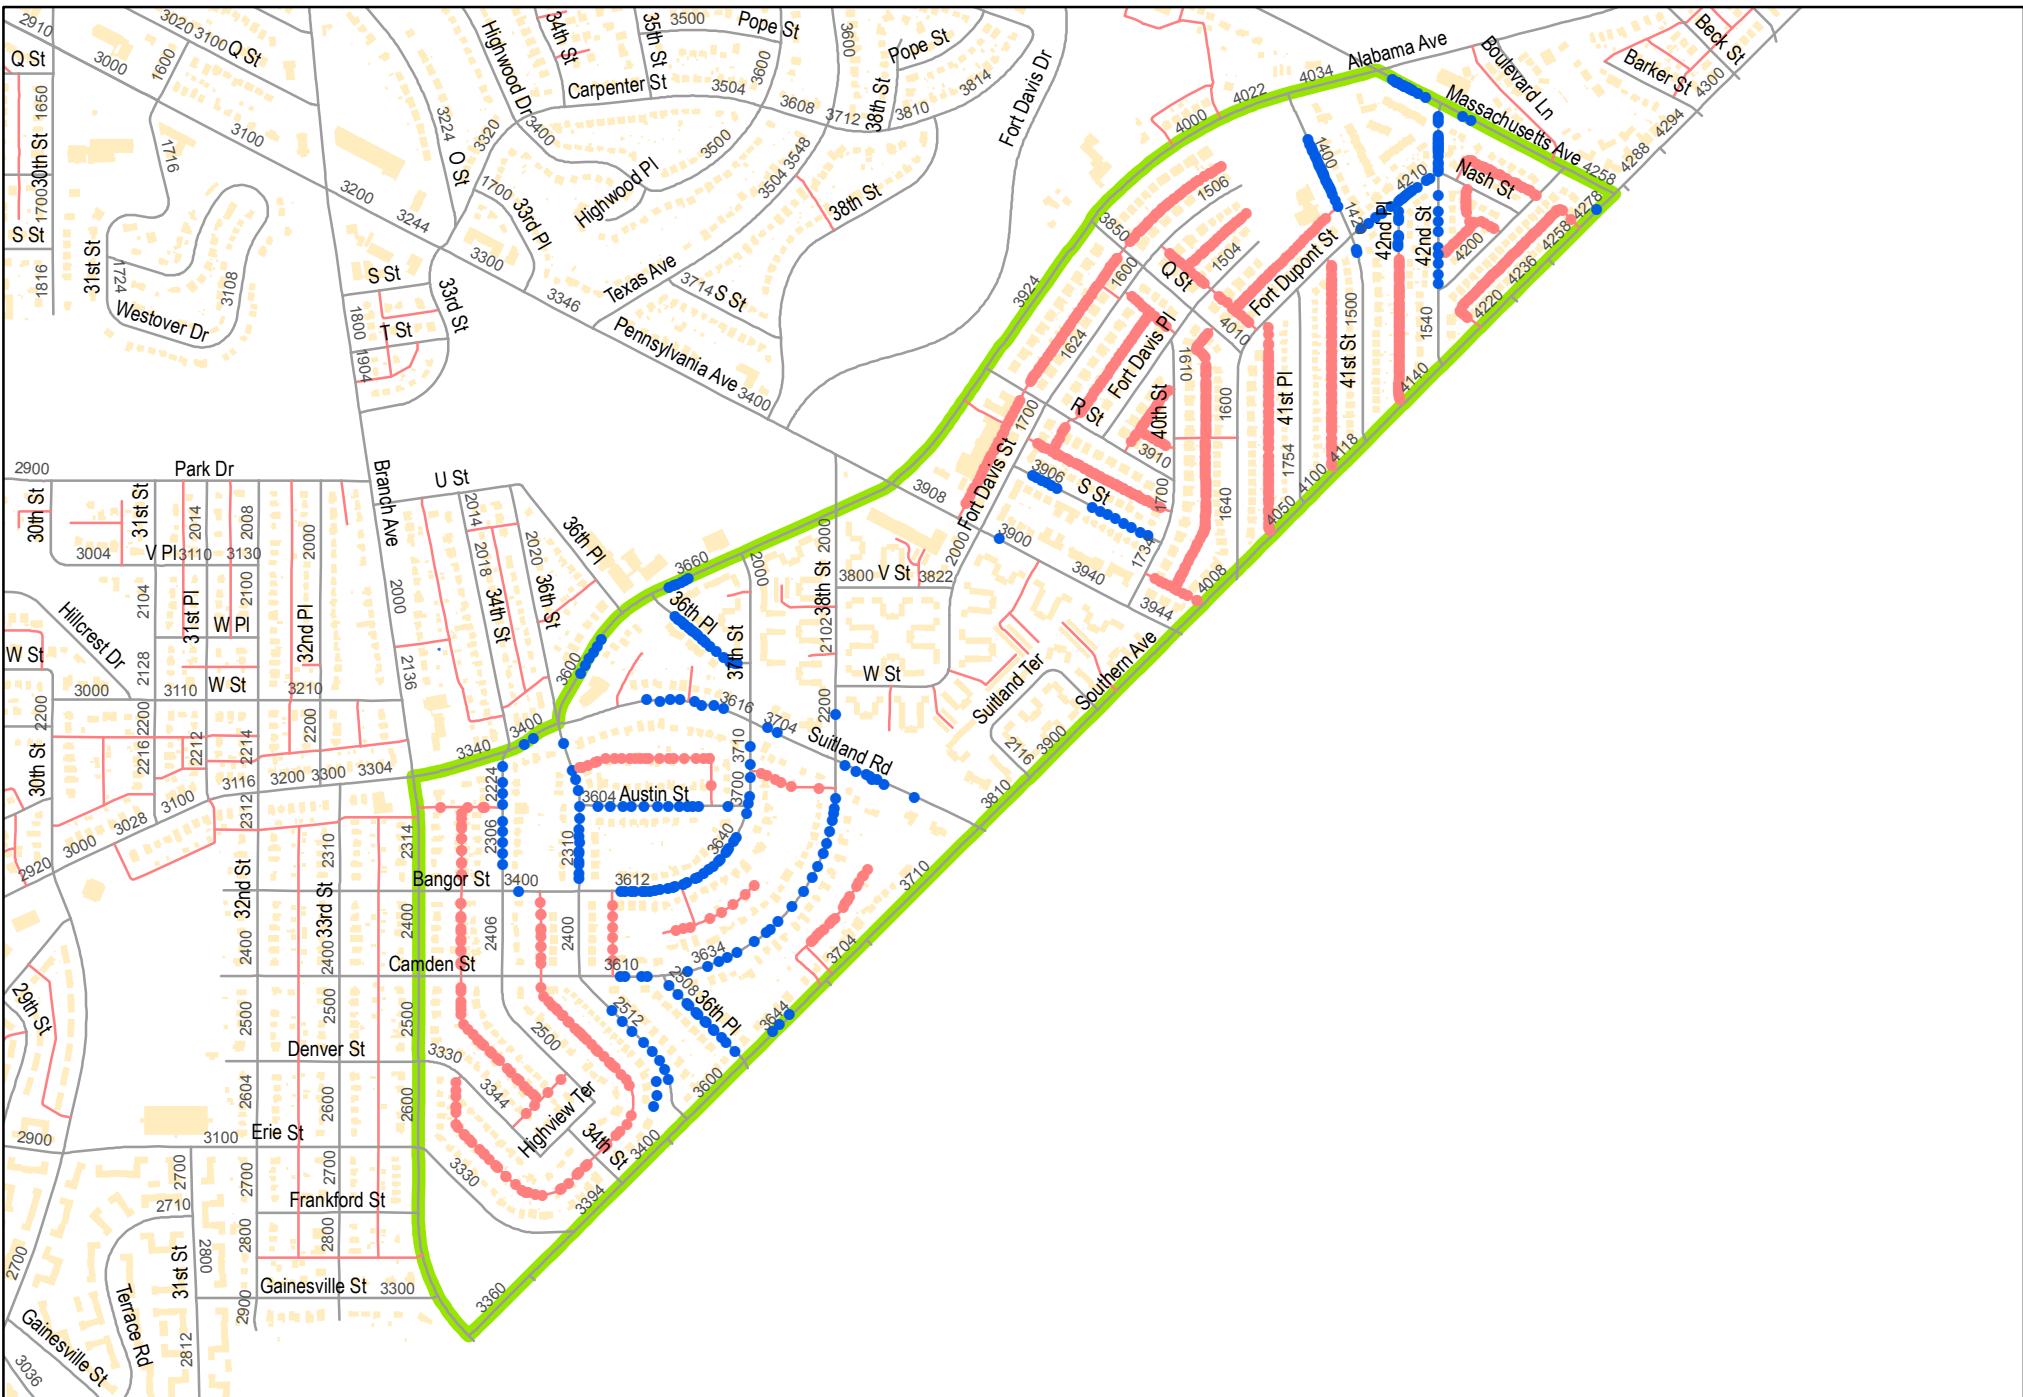 2910
3020
3100
Q St
Highwood Dr
34th St
35th St
3500
Pope St
3600
Pope St
Fort Davis Dr
Alabama Ave
Boulevard Ln
Beck St
Barker St
4300
Q St
3000
1600
Carpenter St
3504
3600
3608
3712
38th St
3810
3814
4022
4034
4000
Massachusetts Ave
4294
4288
1650
30th St
1700
3100
1716
3224
O St
3320
3400
3500
3548
3504
1400
4210
Nash St
4258
4278
S St
1816
31st St
1724
3108
Westover Dr
3200
3244
1700
33rd Pl
Highwood Pl
38th St
3300
3346
Texas Ave
3714
S St
3850
1506
1504
Q St
1600
Fort Dupont St
42nd Pl
42nd St
4200
4258
4236
4220
S St
33rd St
1800
T St
1904
Pennsylvania Ave
3400
3924
1624
Fort Davis Pl
4010
1610
1600
41st Pl
41st St
1500
1540
4140
R St
40th St
3910
1700
Fort Davis St
3906
S St
1700
1640
1754
4118
4100
4050
2900
Park Dr
Branch Ave
U St
30th St
31st St
2014
2008
2000
3004
V Pl
3110
3130
2014
2018
2020
36th Pl
34th St
36th St
3908
3900
2000
3940
1734
4008
3944
2104
31st Pl
2100
W Pl
32nd Pl
2000
2136
3660
2000
38th St
2000
3800
V St
3822
2102
36th Pl
37th St
Hillcrest Dr
W St
2128
3000
3110
W St
3210
2200
2200
2216
2212
2214
2200
30th St
3116
3200
3300
3304
3340
3400
3600
3616
3704
2200
Suitland Rd
W St
Suitland Ter
2116
3900
Southern Ave
3810
2920
3000
3028
3100
2312
2310
2314
2224
2306
2310
3604
Austin St
3710
3700
3640
32nd St
33rd St
Bangor St
3400
3612
3710
2400
2400
2400
2406
2400
Camden St
3610
3634
3704
29th St
2500
2500
2500
2500
2512
2508
36th Pl
3644
Denver St
3330
3344
Highview Ter
34th St
3600
3400
2604
2600
2600
2900
3100
Erie St
2700
2700
2700
3330
3394
2710
Frankford St
2700
31st St
2800
2800
2800
Gainesville St
3300
3360
2900
Terrace Rd
2812
Gainesville St
3036